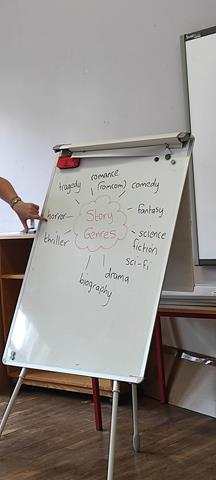 romance
(romcom)
tragedy
comedy
horror
Story
Genres
fantasy
thriller
science
fiction
sci-fi
drama
biography